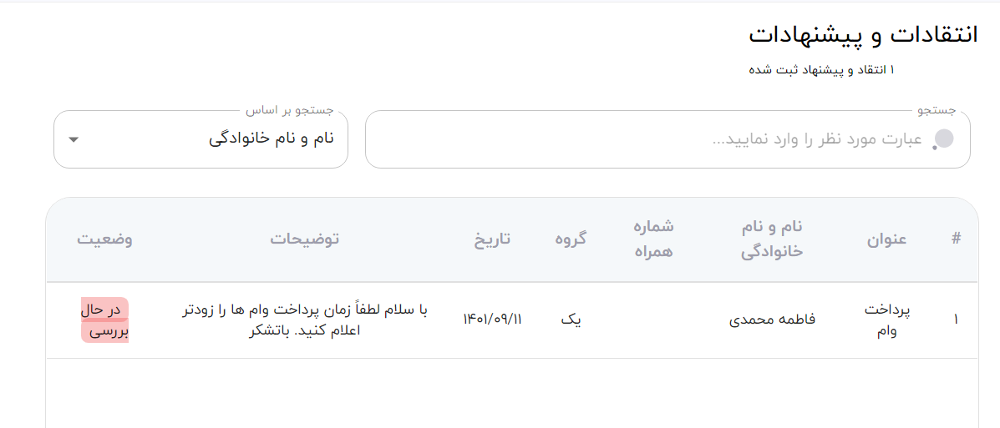 انتقادات و پیشنهادات
۱ انتقاد و پیشنهاد ثبت شده
جستجو
عبارت مورد نظر را وارد نمایید...
جستجو بر اساس
نام و نام خانوادگی
#
عنوان
نام و نام
خانوادگی
شماره
همراه
گروه
تاریخ
توضیحات
وضعیت
۱
پرداخت
وام
فاطمه محمدی
یک
۱۴۰۱/۰۹/۱۱
با سلام لطفاً زمان پرداخت وام ها را زودتر
اعلام کنید. باتشکر
در حال
بررسی